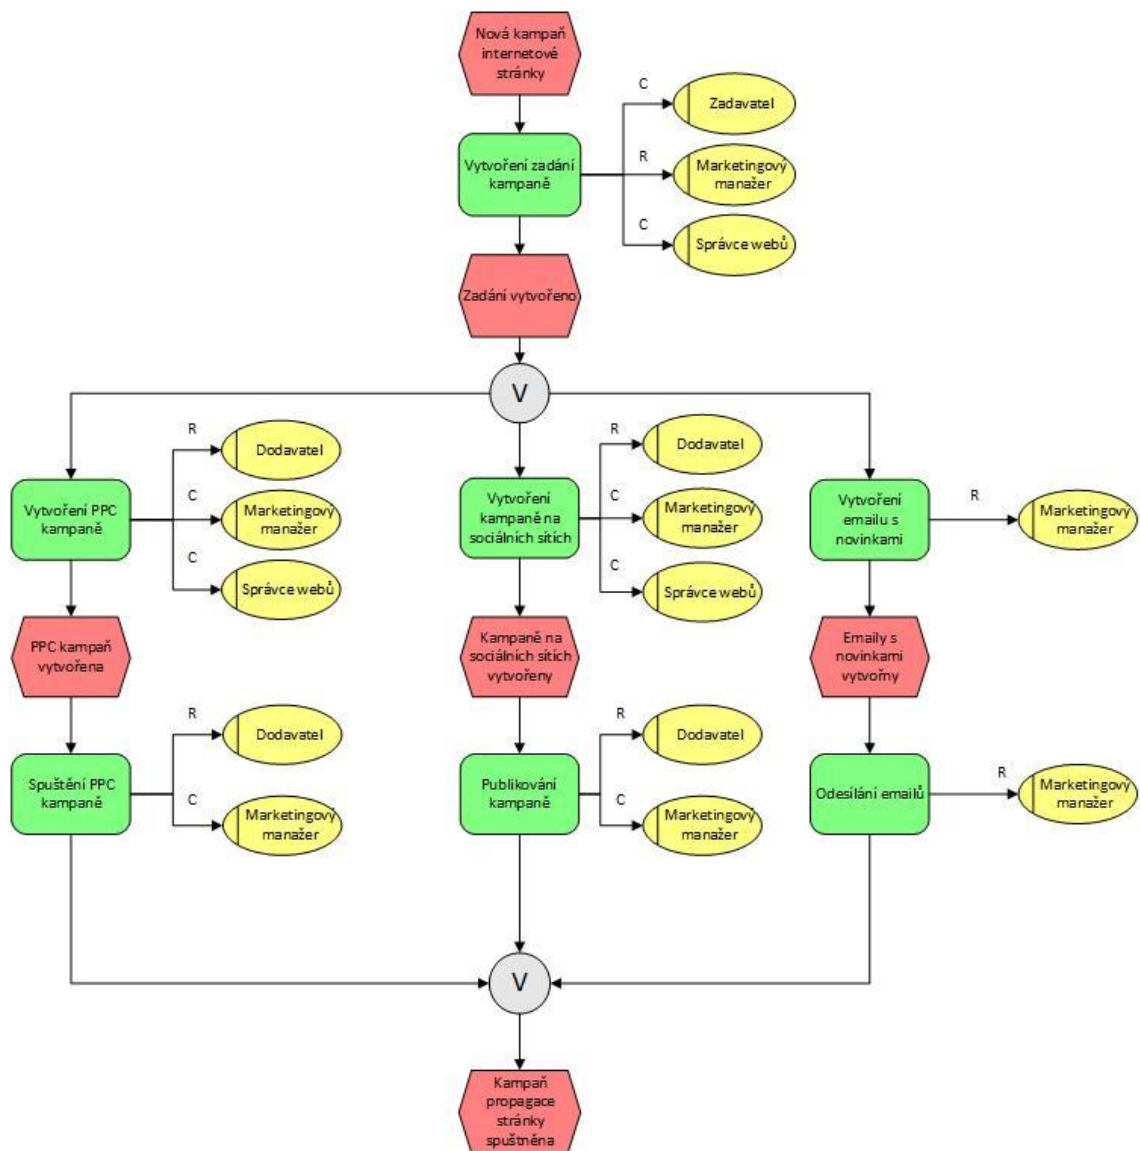 Nová kampaň
internetové
stránky
C
Zadavatel
Vytvoření zadání
kampaně
R
Marketingový
manažer
C
Správce webů
Zadání vytvořeno
V
R
Dodavatel
Vytvoření PPC
kampaně
C
Marketingový
manažer
C
Správce webů
R
Dodavatel
Vytvoření
kampaně na
sociálních sítích
C
Marketingový
manažer
C
Správce webů
Vytvoření
emailu s
novinkami
R
Marketingový
manažer
PPC kampaň
vytvořena
Kampaně na
sociálních sítích
vytvořeny
Emaily s
novinkami
vytvořny
R
Dodavatel
Spuštění PPC
kampaně
C
Marketingový
manažer
R
Dodavatel
Publikování
kampaně
C
Marketingový
manažer
Odesílání emailů
R
Marketingový
manažer
V
Kampaň
propagace
stránky
spuštněna